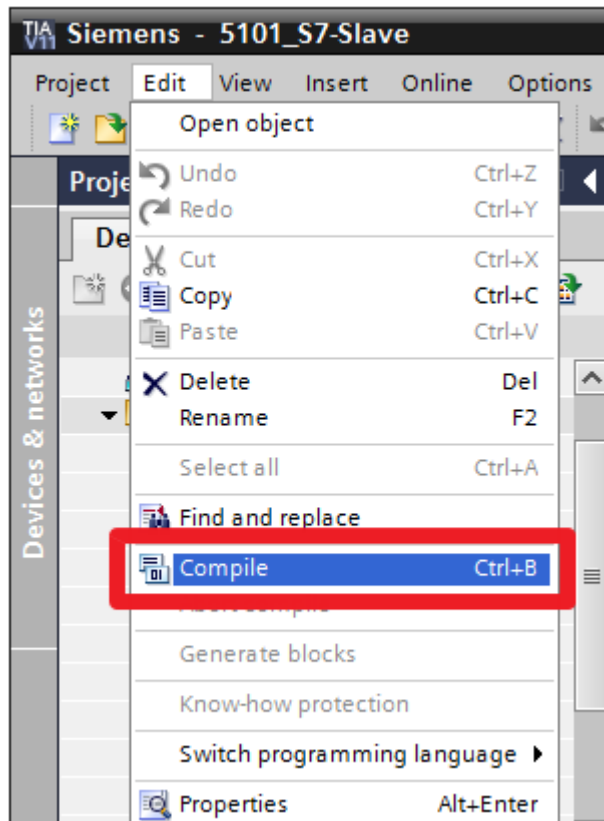 TIA V11 Siemens - 5101_S7-Slave
Project Edit View Insert Online Options
Open object
Undo Ctrl+Z
Redo Ctrl+Y
Cut Ctrl+X
Copy Ctrl+C
Paste Ctrl+V
Delete Del
Rename F2
Select all Ctrl+A
Find and replace
Compile Ctrl+B
Generate blocks
Know-how protection
Switch programming language
Properties Alt+Enter
Devices & networks